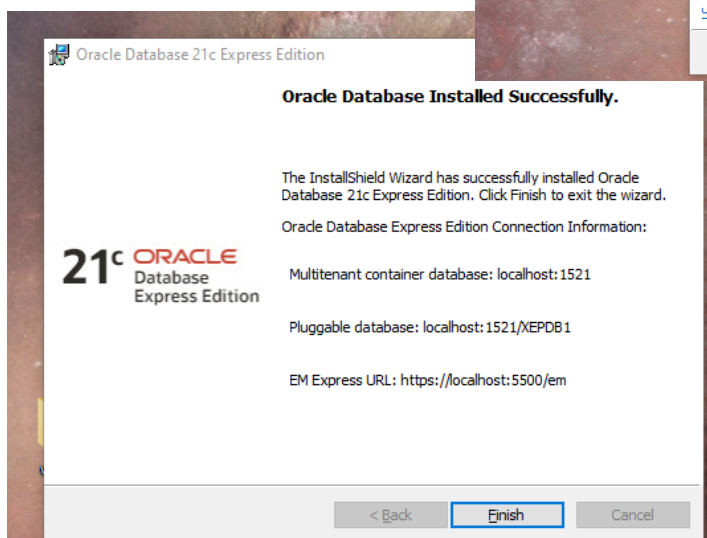 Oracle Database 21c Express Edition
Oracle Database Installed Successfully.
The InstallShield Wizard has successfully installed Oracle
Database 21c Express Edition. Click Finish to exit the wizard.
Oracle Database Express Edition Connection Information:
21c ORACLE
Database
Express Edition
Multitenant container database: localhost:1521
Pluggable database: localhost:1521/XEPDB1
EM Express URL: https://localhost:5500/em
< Back
Finish
Cancel